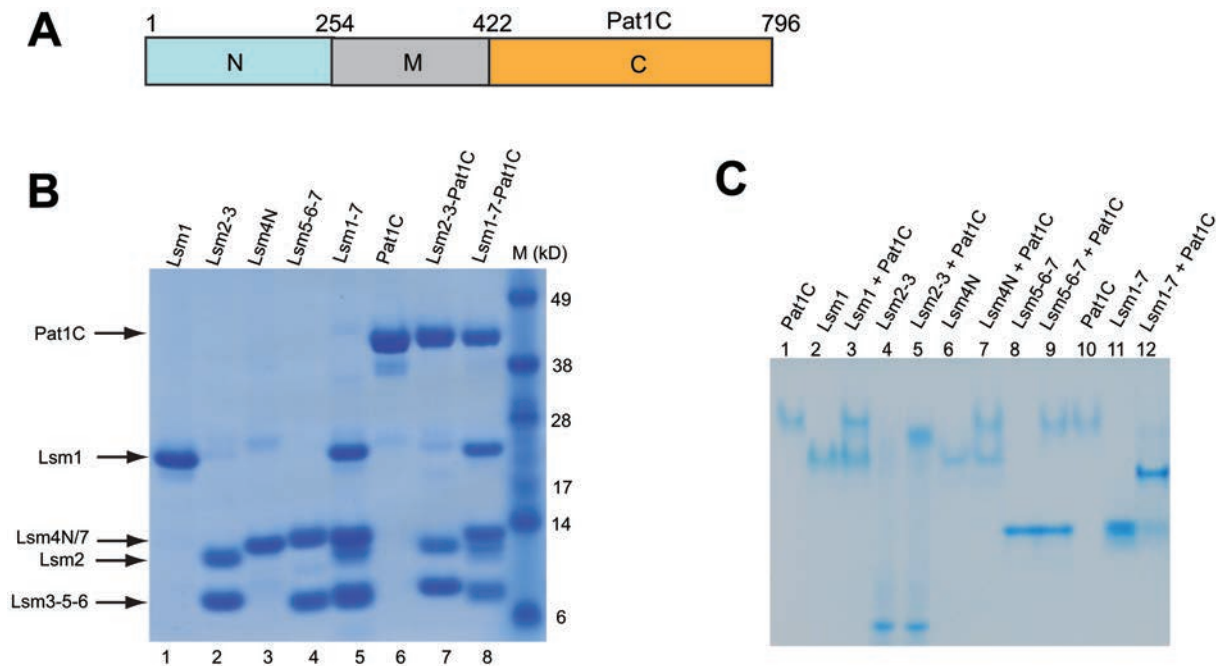 A
1 254 422 Pat1C 796
N M C
B
Lsm1 Lsm2-3 Lsm4N Lsm5-6-7 Lsm1-7 Pat1C Lsm2-3-Pat1C Lsm1-7-Pat1C M (kD)
49
Pat1C
38
28
Lsm1
17
14
Lsm4N/7
Lsm2
Lsm3-5-6
6
1 2 3 4 5 6 7 8
C
Pat1C Lsm1 Lsm1 + Pat1C Lsm2-3 Lsm2-3 + Pat1C Lsm4N Lsm4N + Pat1C Lsm5-6-7 Lsm5-6-7 + Pat1C Pat1C Lsm1-7 Lsm1-7 + Pat1C
1 2 3 4 5 6 7 8 9 10 11 12